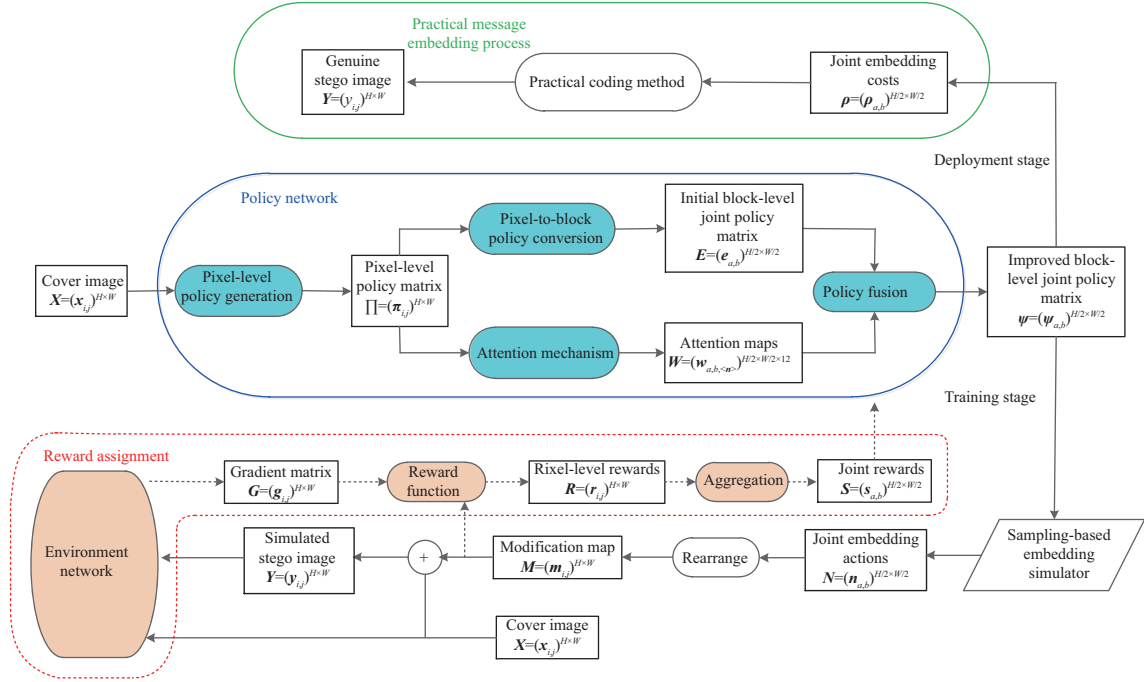 Practical message
embedding process
Genuine
stego image
Y=(y_{i,j})^{H×W}
Practical coding method
Joint embedding
costs
ρ=(ρ_{a,b})^{H/2×W/2}
Deployment stage
Policy network
Cover image
X=(x_{i,j})^{H×W}
Pixel-level
policy generation
Pixel-level
policy matrix
∏=(π_{i,j})^{H×W}
Pixel-to-block
policy conversion
Initial block-level
joint policy
matrix
E=(e_{a,b})^{H/2×W/2}
Attention mechanism
Attention maps
W=(w_{a,b,<n>})^{H/2×W/2×12}
Policy fusion
Improved block-
level joint policy
matrix
ψ=(ψ_{a,b})^{H/2×W/2}
Training stage
Reward assignment
Environment
network
Gradient matrix
G=(g_{i,j})^{H×W}
Reward
function
Rixel-level rewards
R=(r_{i,j})^{H×W}
Aggregation
Joint rewards
S=(s_{a,b})^{H/2×W/2}
Simulated
stego image
Y=(y_{i,j})^{H×W}
+
Modification map
M=(m_{i,j})^{H×W}
Rearrange
Joint embedding
actions
N=(n_{a,b})^{H/2×W/2}
Sampling-based
embedding
simulator
Cover image
X=(x_{i,j})^{H×W}